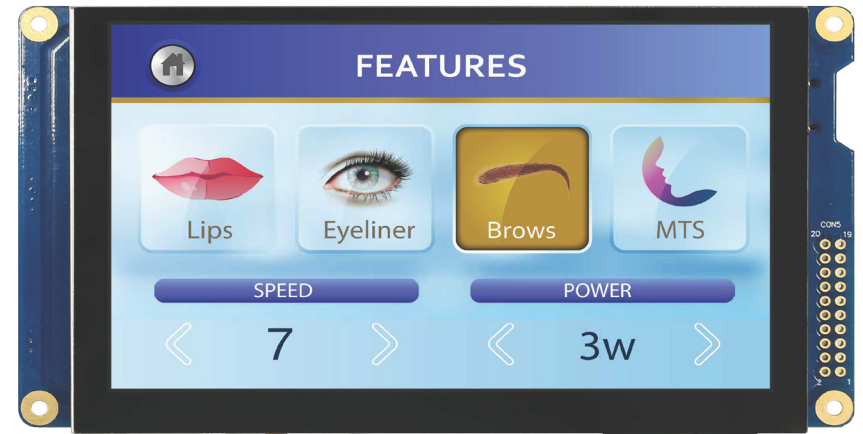 FEATURES
Lips
Eyeliner
Brows
MTS
SPEED
POWER
7
3w
CON5
20
19
2
1